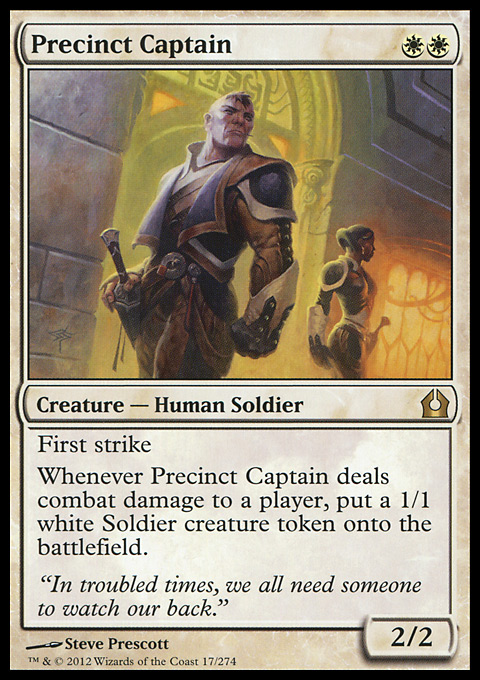 Precinct Captain
Creature — Human Soldier
First strike
Whenever Precinct Captain deals
combat damage to a player, put a 1/1
white Soldier creature token onto the
battlefield.
“In troubled times, we all need someone
to watch our back.”
Steve Prescott
2/2
™ & © 2012 Wizards of the Coast 17/274